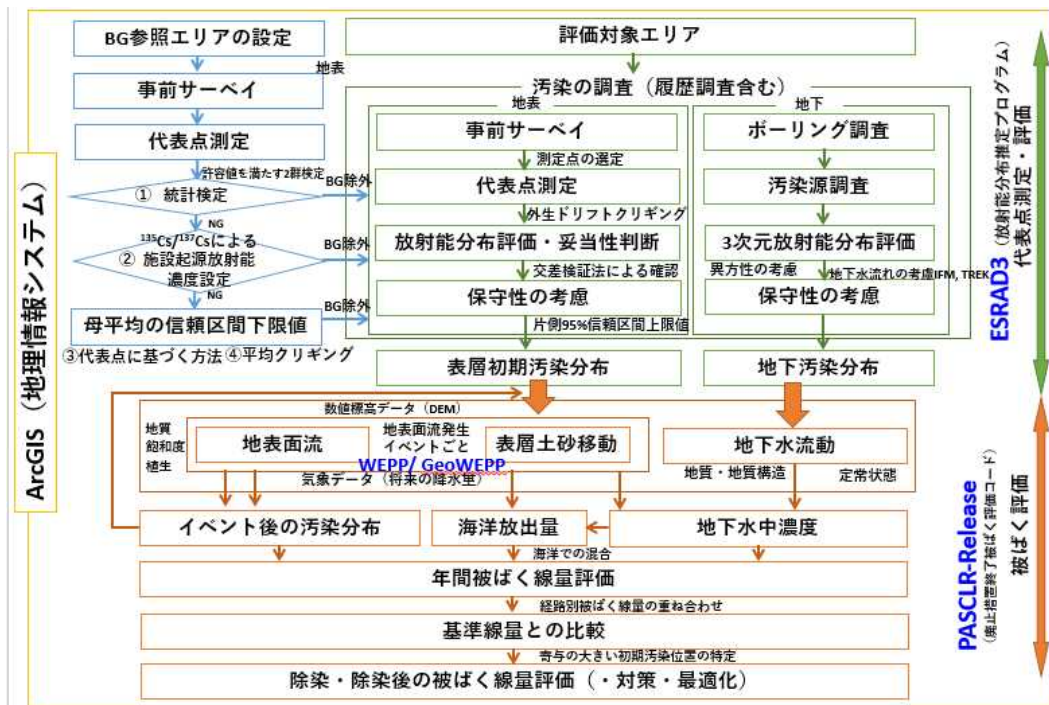 ArcGIS（地理情報システム）
BG参照エリアの設定
地表
事前サーベイ
代表点測定
許容値を満たす2群検定
① 統計検定
BG除外
NG
¹³⁵Cs/¹³⁷Csによる
② 施設起源放射能
濃度設定
BG除外
NG
母平均の信頼区間下限値
BG除外
③代表点に基づく方法 ④平均クリギング
評価対象エリア
汚染の調査（履歴調査含む）
地表
事前サーベイ
測定点の選定
代表点測定
外生ドリフトクリギング
放射能分布評価・妥当性判断
交差検証法による確認
保守性の考慮
片側95%信頼区間上限値
表層初期汚染分布
地下
ボーリング調査
汚染源調査
3次元放射能分布評価
異方性の考慮
地下水流れの考慮IFM, TREK
保守性の考慮
地下汚染分布
数値標高データ（DEM）
地質
飽和度
植生
地表面流
地表面流発生
イベントごと
表層土砂移動
WEPP/ GeoWEPP
気象データ（将来の降水量）
地下水流動
地質・地質構造
定常状態
イベント後の汚染分布
海洋放出量
地下水中濃度
海洋での混合
年間被ばく線量評価
経路別被ばく線量の重ね合わせ
基準線量との比較
寄与の大きい初期汚染位置の特定
除染・除染後の被ばく線量評価（・対策・最適化）
ESRAD3（放射能分布推定プログラム）
代表点測定・評価
PASCLR-Release
（廃止措置終了被ばく評価コード）
被ばく評価